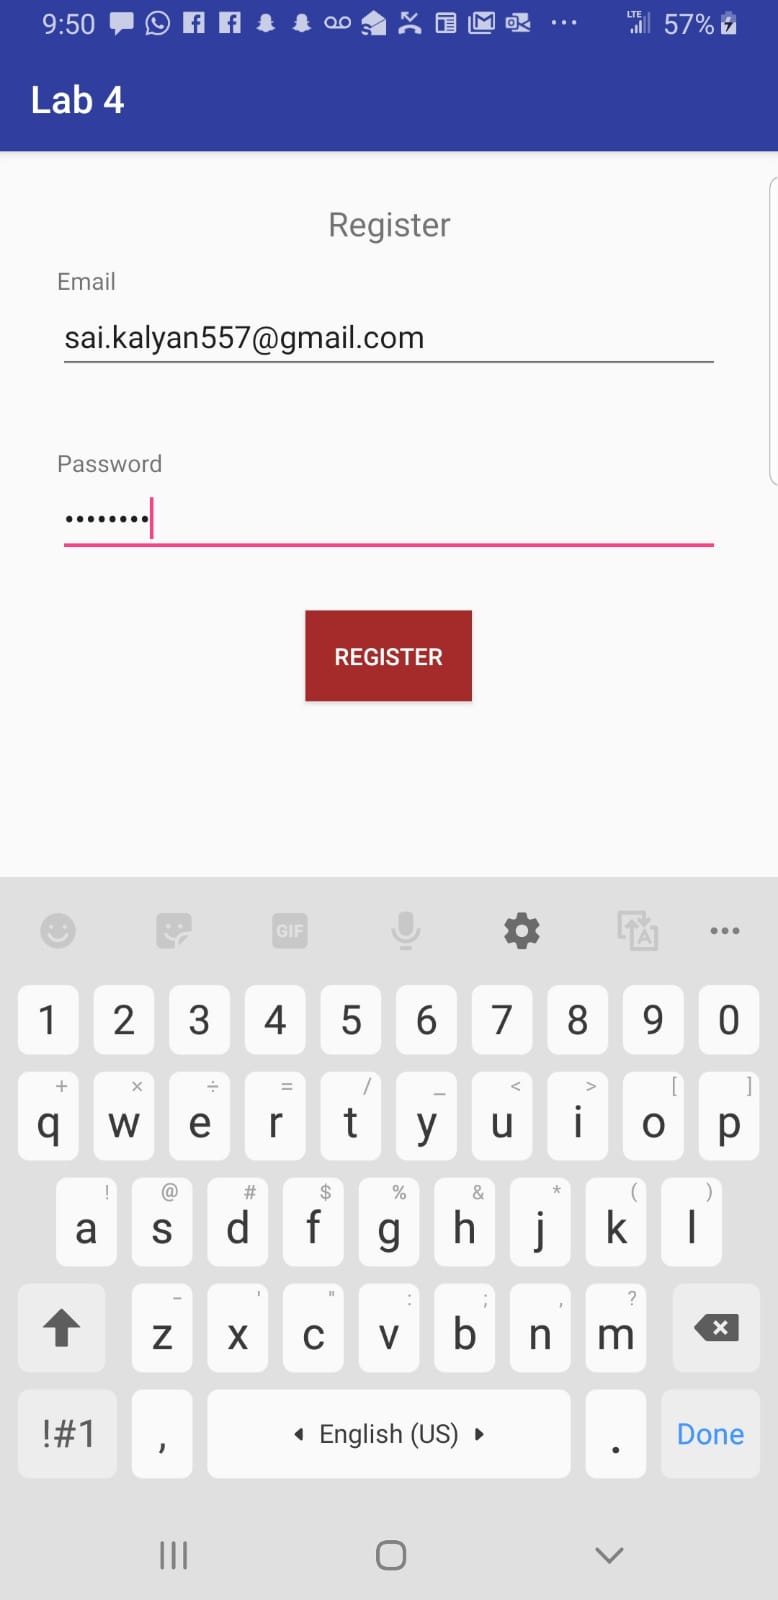 9:50 LTE 57%
Lab 4
Register
Email
sai.kalyan557@gmail.com
Password
••••••••
REGISTER
GIF A
1 2 3 4 5 6 7 8 9 0
+ × ÷ = / _ < > [ ]
q w e r t y u i o p
! @ # $ % & * ( )
a s d f g h j k l
- ' " : ; , ?
z x c v b n m
!#1 , English (US) . Done